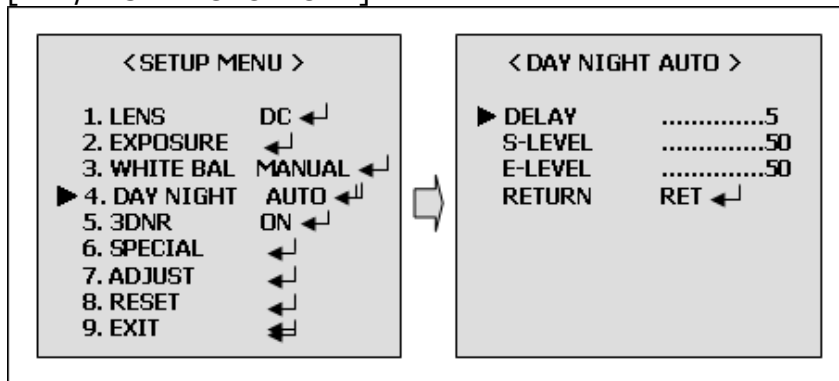 < SETUP MENU >
1. LENS DC
2. EXPOSURE
3. WHITE BAL MANUAL
4. DAY NIGHT AUTO
5. 3DNR ON
6. SPECIAL
7. ADJUST
8. RESET
9. EXIT
< DAY NIGHT AUTO >
DELAY ..............5
S-LEVEL ..............50
E-LEVEL ..............50
RETURN RET